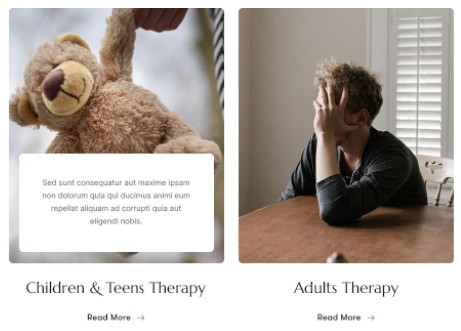 Sed sunt consequatur aut maxime ipsam
non dolorum quia qui ducimus animi eum
repellat aliquam ad corrupti quia aut
eligendi nobis.
Children & Teens Therapy
Read More →
Adults Therapy
Read More →